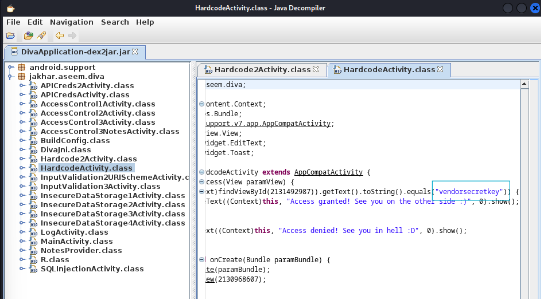 HardcodeActivity.class - Java Decompiler
File Edit Navigation Search Help
DivaApplication-dex2jar.jar
android.support
jakhar.aseem.diva
APICreds2Activity.class
APICredsActivity.class
AccessControl1Activity.class
AccessControl2Activity.class
AccessControl3Activity.class
AccessControl3NotesActivity.class
BuildConfig.class
DivaJni.class
Hardcode2Activity.class
HardcodeActivity.class
InputValidation2URISchemeActivity.cl
InputValidation3Activity.class
InsecureDataStorage1Activity.class
InsecureDataStorage2Activity.class
InsecureDataStorage3Activity.class
InsecureDataStorage4Activity.class
LogActivity.class
MainActivity.class
NotesProvider.class
R.class
SQLInjectionActivity.class
Hardcode2Activity.class
HardcodeActivity.class
seem.diva;
ontent.Context;
s.Bundle;
upport.v7.app.AppCompatActivity;
view.View;
widget.EditText;
widget.Toast;
dcodeActivity extends AppCompatActivity {
cess(View paramView) {
ext)findViewById(2131492987)).getText().toString().equals("vendorsecretkey")) {
Text((Context)this, "Access granted! See you on the other side :)", 0).show();
ext((Context)this, "Access denied! See you in hell :D", 0).show();
onCreate(Bundle paramBundle) {
te(paramBundle);
ew(2130968607);